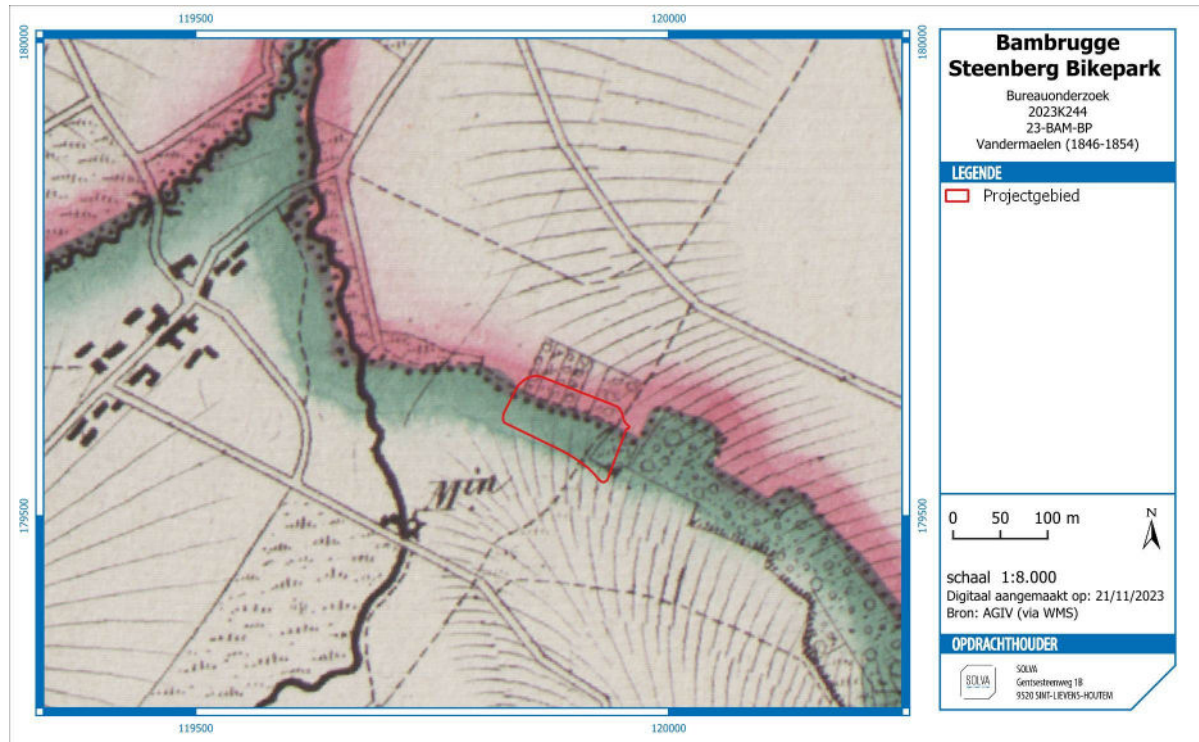 119500
120000
180000
180000
179500
179500
Min
119500
120000
Bambrugge
Steenberg Bikepark
Bureauonderzoek
2023K244
23-BAM-BP
Vandermaelen (1846-1854)
LEGENDE
Projectgebied
0 50 100 m
N
schaal 1:8.000
Digitaal aangemaakt op: 21/11/2023
Bron: AGIV (via WMS)
OPDRACHTHOUDER
SOLVA
SOLVA
Gentsesteenweg 1B
9520 SINT-LIEVENS-HOUTEM